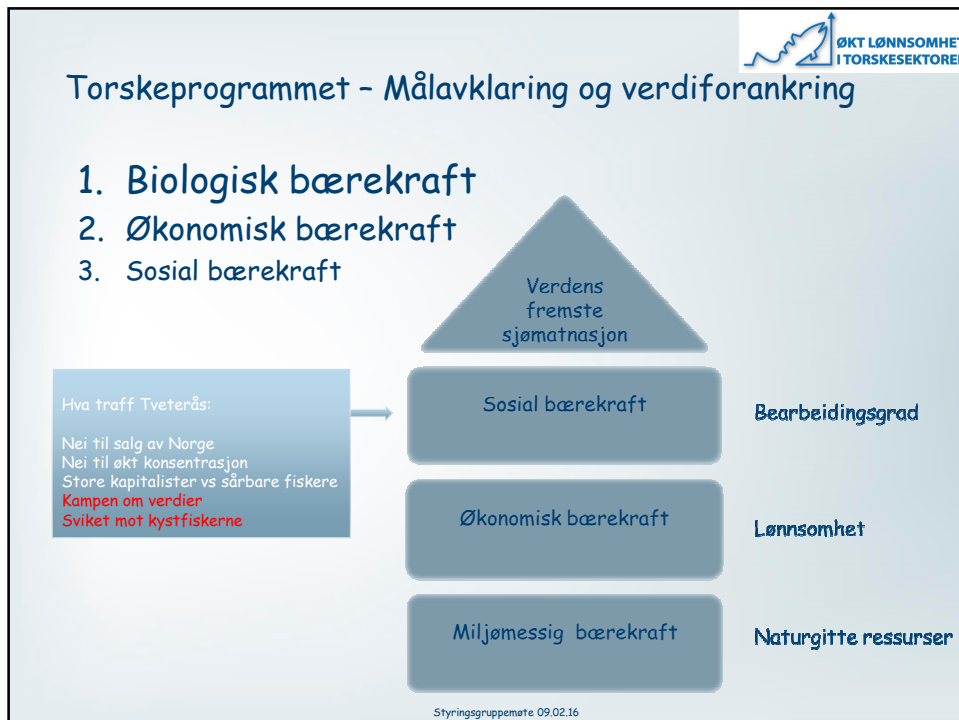 ØKT LØNNSOMHET
I TORSKESEKTOREN
Torskeprogrammet – Målavklaring og verdiforankring
1. Biologisk bærekraft
2. Økonomisk bærekraft
3. Sosial bærekraft
Verdens
fremste
sjømatnasjon
Hva traff Tveterås:
Nei til salg av Norge
Nei til økt konsentrasjon
Store kapitalister vs sårbare fiskere
Kampen om verdier
Sviket mot kystfiskerne
Sosial bærekraft
Bearbeidingsgrad
Økonomisk bærekraft
Lønnsomhet
Miljømessig bærekraft
Naturgitte ressurser
Styringsgruppemøte 09.02.16